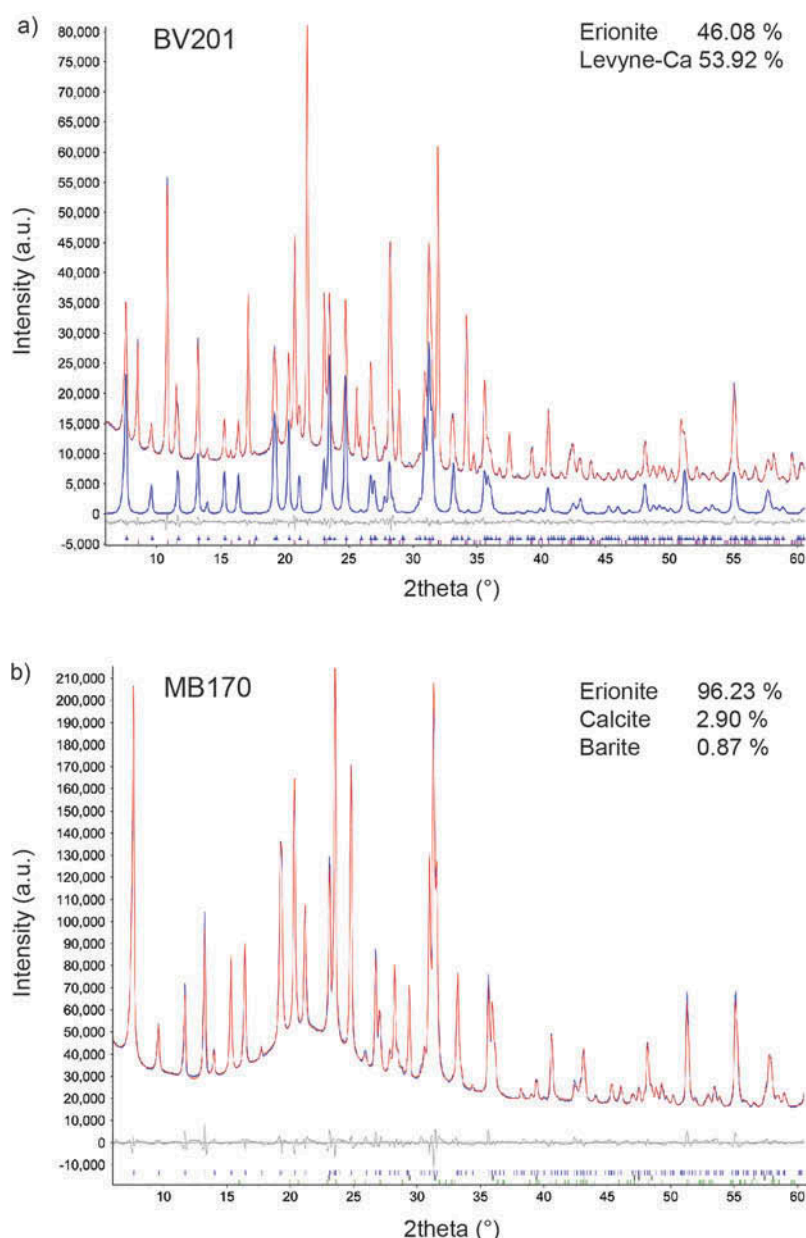 a)
BV201
Erionite 46.08 %
Levyne-Ca 53.92 %
80,000
75,000
70,000
65,000
60,000
55,000
50,000
45,000
40,000
35,000
30,000
25,000
20,000
15,000
10,000
5,000
0
-5,000
Intensity (a.u.)
10 15 20 25 30 35 40 45 50 55 60
2theta (°)
b)
MB170
Erionite 96.23 %
Calcite 2.90 %
Barite 0.87 %
210,000
200,000
190,000
180,000
170,000
160,000
150,000
140,000
130,000
120,000
110,000
100,000
90,000
80,000
70,000
60,000
50,000
40,000
30,000
20,000
10,000
0
-10,000
Intensity (a.u.)
10 15 20 25 30 35 40 45 50 55 60
2theta (°)